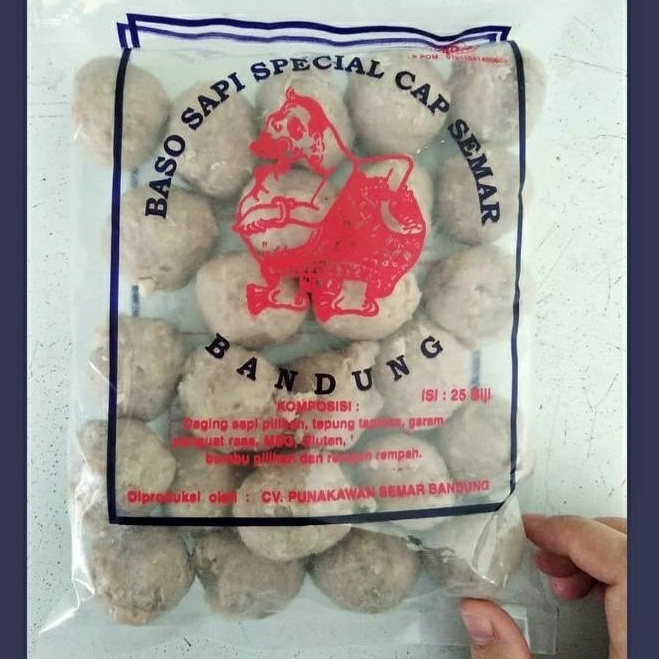 BASO SAPI SPECIAL CAP SEMAR
BANDUNG
ISI : 25 Biji
KOMPOSISI :
Daging sapi pilihan, tepung tapioca, garam
penguat rasa, MSG, Gluten,
bumbu pilihan dan rempah rempah.
Diproduksi oleh : CV. PUNAKAWAN SEMAR BANDUNG